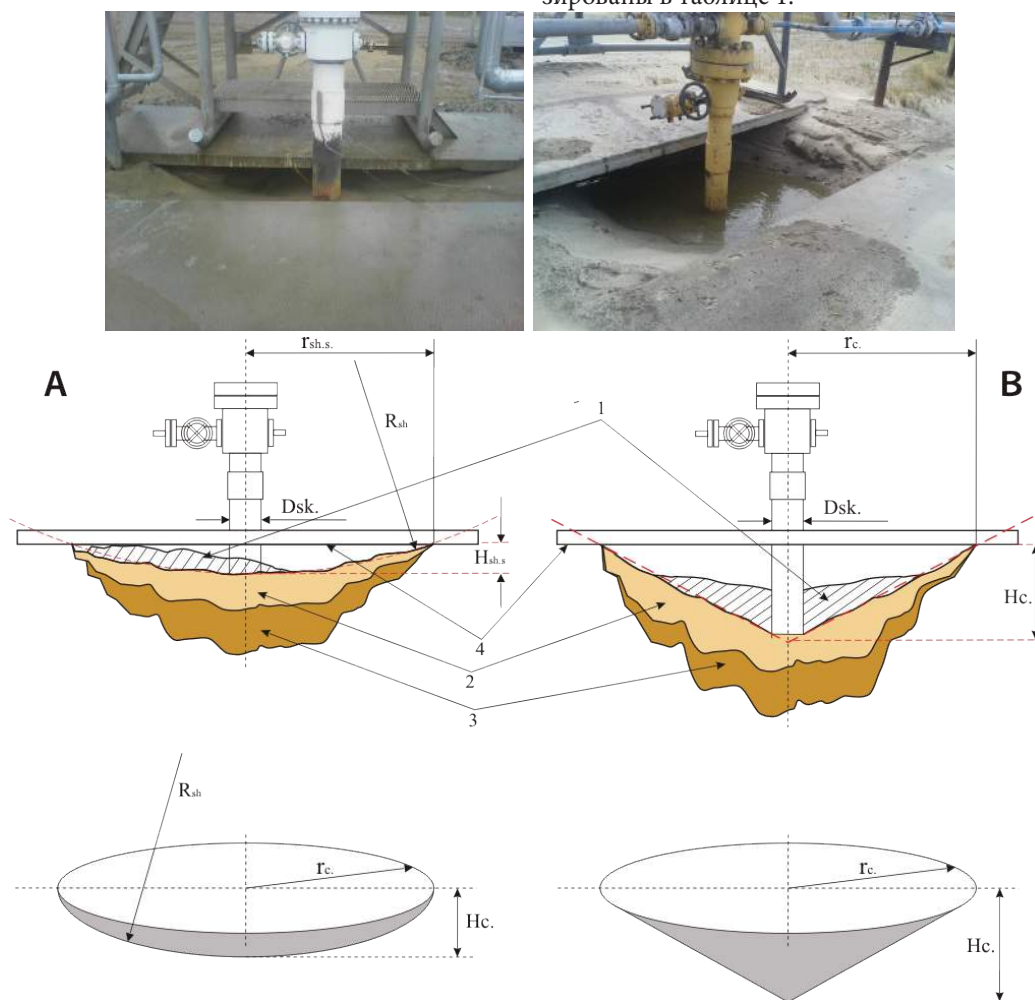 зированы в таблице 1.
r sh.s.
r c.
A
B
1
R sh
Dsk.
Dsk.
H sh.s
Hc.
4
2
3
R sh
r c.
r c.
Hc.
Hc.